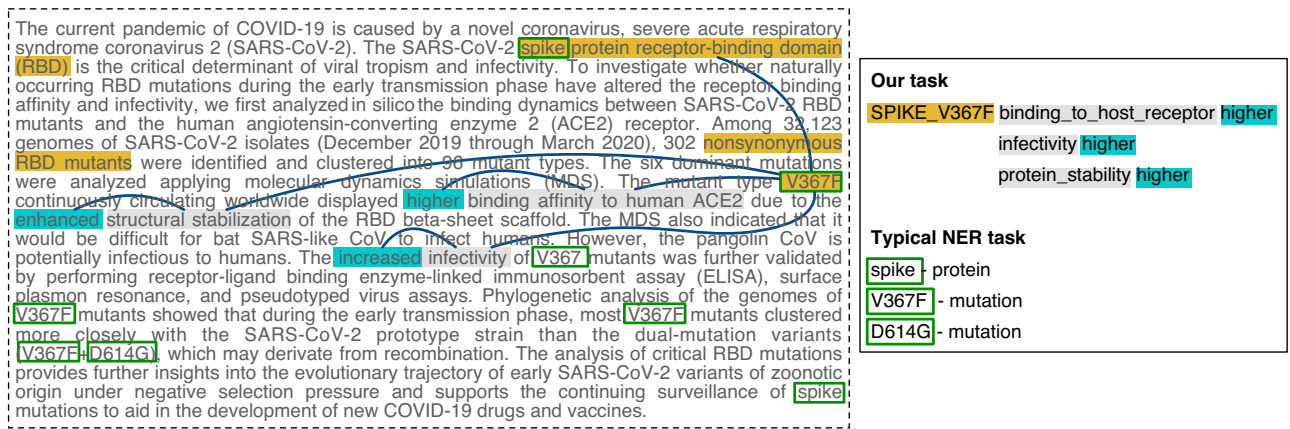 The current pandemic of COVID-19 is caused by a novel coronavirus, severe acute respiratory
syndrome coronavirus 2 (SARS-CoV-2). The SARS-CoV-2 spike protein receptor-binding domain
(RBD) is the critical determinant of viral tropism and infectivity. To investigate whether naturally
occurring RBD mutations during the early transmission phase have altered the receptor binding
affinity and infectivity, we first analyzed in silico the binding dynamics between SARS-CoV-2 RBD
mutants and the human angiotensin-converting enzyme 2 (ACE2) receptor. Among 32,123
genomes of SARS-CoV-2 isolates (December 2019 through March 2020), 302 nonsynonymous
RBD mutants were identified and clustered into 96 mutant types. The six dominant mutations
were analyzed applying molecular dynamics simulations (MDS). The mutant type V367F
continuously circulating worldwide displayed higher binding affinity to human ACE2 due to the
enhanced structural stabilization of the RBD beta-sheet scaffold. The MDS also indicated that it
would be difficult for bat SARS-like CoV to infect humans. However, the pangolin CoV is
potentially infectious to humans. The increased infectivity of V367 mutants was further validated
by performing receptor-ligand binding enzyme-linked immunosorbent assay (ELISA), surface
plasmon resonance, and pseudotyped virus assays. Phylogenetic analysis of the genomes of
V367F mutants showed that during the early transmission phase, most V367F mutants clustered
more closely with the SARS-CoV-2 prototype strain than the dual-mutation variants
(V367F+D614G), which may derivate from recombination. The analysis of critical RBD mutations
provides further insights into the evolutionary trajectory of early SARS-CoV-2 variants of zoonotic
origin under negative selection pressure and supports the continuing surveillance of spike
mutations to aid in the development of new COVID-19 drugs and vaccines.
Our task
SPIKE_V367F binding_to_host_receptor higher
infectivity higher
protein_stability higher
Typical NER task
spike - protein
V367F - mutation
D614G - mutation